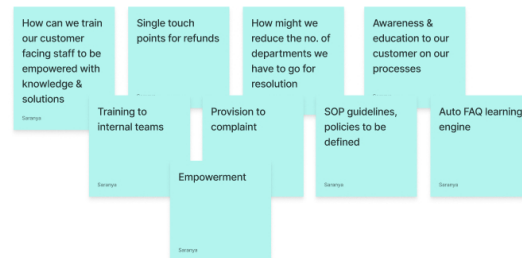 How can we train
our customer
facing staff to be
empowered with
knowledge &
solutions
Saranya
Single touch
points for refunds
How might we
reduce the no. of
departments we
have to go for
resolution
Awareness &
education to our
customer on our
processes
Training to
internal teams
Saranya
Provision to
complaint
SOP guidelines,
policies to be
defined
Saranya
Auto FAQ learning
engine
Saranya
Empowerment
Saranya